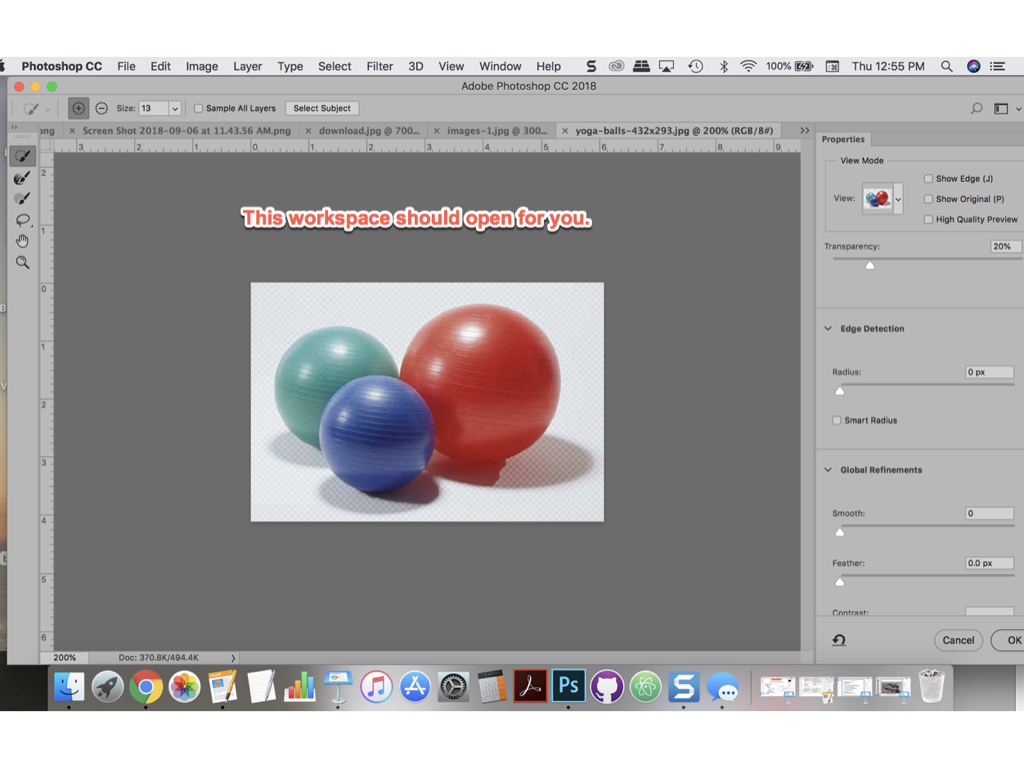 Photoshop CC File Edit Image Layer Type Select Filter 3D View Window Help S 100% Thu 12:55 PM
Adobe Photoshop CC 2018
Size: 13 Sample All Layers Select Subject
ng × Screen Shot 2018-09-06 at 11.43.56 AM.png × download.jpg @ 700... × images-1.jpg @ 300... × yoga-balls-432x293.jpg @ 200% (RGB/8#) >>
3 2 1 0 1 2 3 4 5 6 7 8 9
2
1
0
1
2
3
4
5
6
This workspace should open for you.
Properties
View Mode
View:
Show Edge (J)
Show Original (P)
High Quality Preview
Transparency: 20%
Edge Detection
Radius: 0 px
Smart Radius
Global Refinements
Smooth: 0
Feather: 0.0 px
Contrast:
Cancel OK
200% Doc: 370.8K/494.4K
Ps S